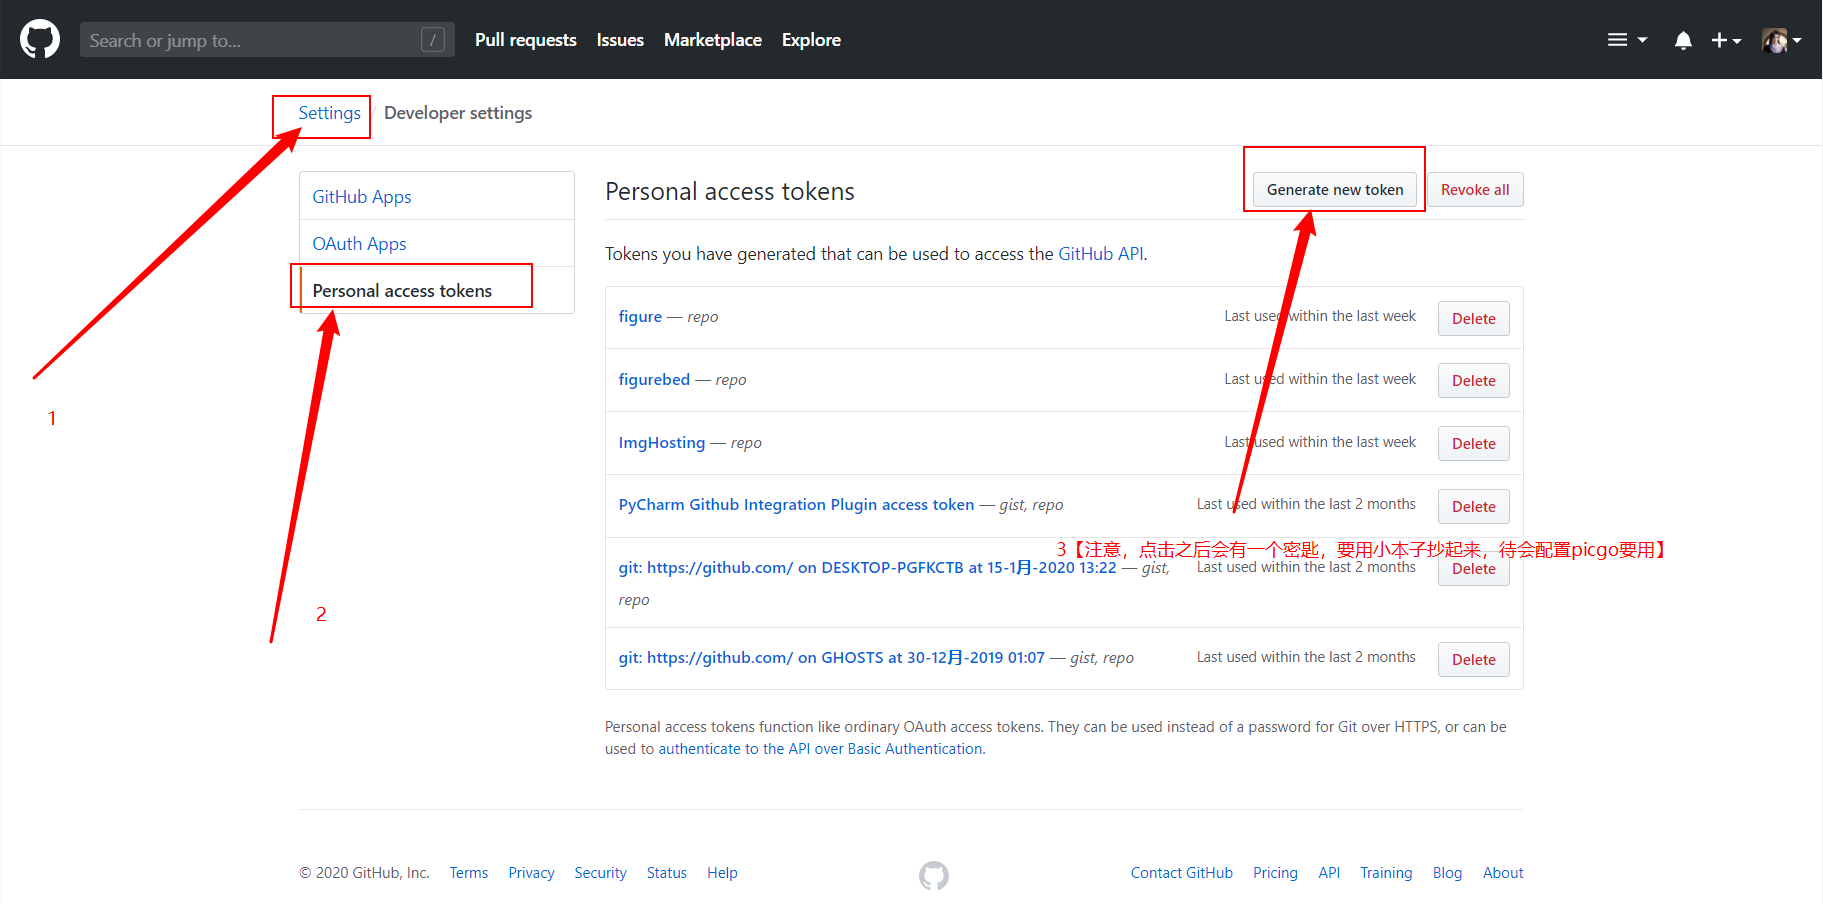 Search or jump to...
/
Pull requests
Issues
Marketplace
Explore
Settings / Developer settings
GitHub Apps
OAuth Apps
Personal access tokens
Personal access tokens
Generate new token
Revoke all
Tokens you have generated that can be used to access the GitHub API.
figure — repo
Last used within the last week
Delete
figurebed — repo
Last used within the last week
Delete
ImgHosting — repo
Last used within the last week
Delete
PyCharm Github Integration Plugin access token — gist, repo
Last used within the last 2 months
Delete
git: https://github.com/ on DESKTOP-PGFKCTB at 15-1月-2020 13:22 — gist,
repo
Last used within the last 2 months
Delete
git: https://github.com/ on GHOSTS at 30-12月-2019 01:07 — gist, repo
Last used within the last 2 months
Delete
1
2
3【注意，点击之后会有一个密匙，要用小本子抄起来，待会配置picgo要用】
Personal access tokens function like ordinary OAuth access tokens. They can be used instead of a password for Git over HTTPS, or can be
used to authenticate to the API over Basic Authentication.
© 2020 GitHub, Inc.
Terms
Privacy
Security
Status
Help
Contact GitHub
Pricing
API
Training
Blog
About